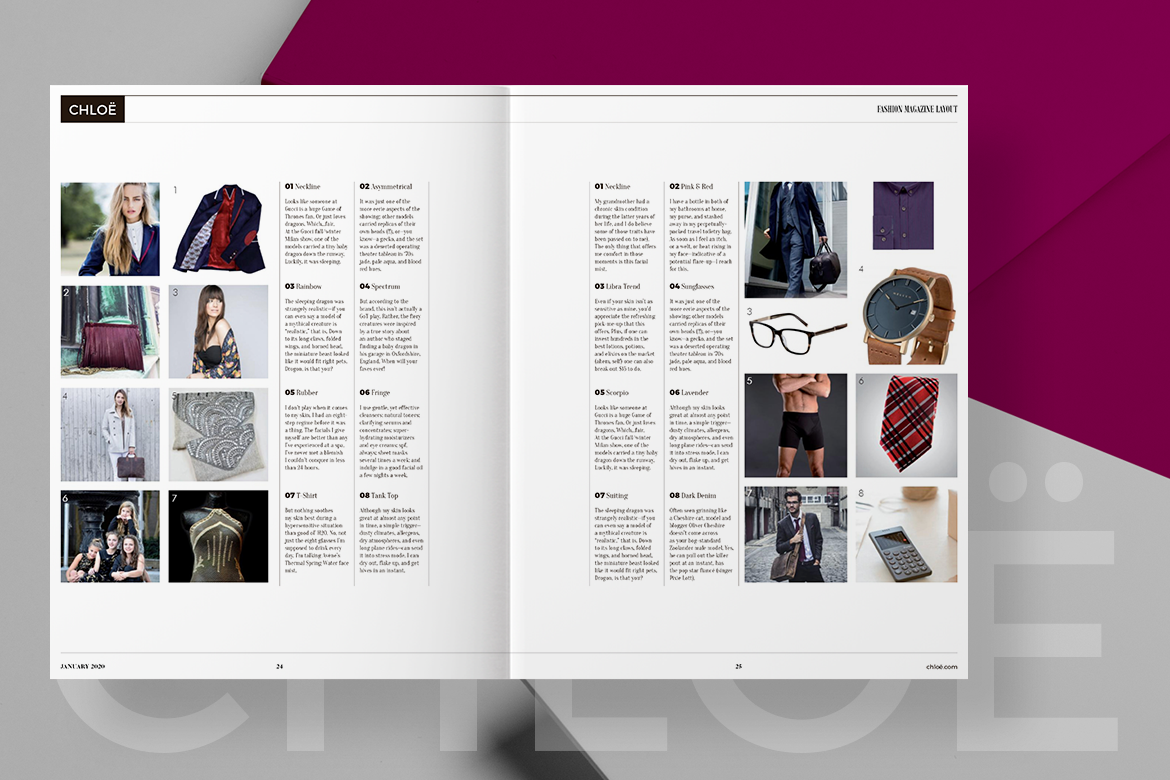 CHLOË
FASHION MAGAZINE LAYOUT
1
2
3
4
5
6
7
01 Neckline
Looks like someone at
Gucci is a huge Game of
Thrones fan. Or just loves
dragons. Which...fair.
At the Gucci fall/winter
Milan show, one of the
models carried a tiny baby
dragon down the runway.
Luckily, it was sleeping.
02 Asymmetrical
It was just one of the
more eerie aspects of the
showing; other models
carried replicas of their
own heads (!!), or—you
know—a gecko, and the set
was a deserted operating
theater tableau in '70s
jade, pale aqua, and blood
red hues.
03 Rainbow
The sleeping dragon was
strangely realistic—if you
can even say a model of
a mythical creature is
"realistic," that is. Down
to its long claws, folded
wings, and horned head,
the miniature beast looked
like it would fit right pets.
Dragon, is that you?
04 Spectrum
But according to the
brand, this isn't actually a
GoT play. Rather, the fiery
creatures were inspired
by a true story about
an author who staged
finding a baby dragon in
his garage in Oxfordshire,
England. When will your
faves ever?
05 Rubber
I don't play when it comes
to my skin. I had an eight-
step regime before it was
a thing. The facials I give
myself are better than any
I've experienced at a spa.
I've never met a blemish
I couldn't conquer in less
than 24 hours.
06 Fringe
I use gentle, yet effective
cleansers; natural toners;
clarifying serums and
concentrates; super-
hydrating moisturizers
and eye creams; spf,
always; sheet masks
several times a week; and
indulge in a good facial oil
a few nights a week.
07 T-Shirt
But nothing soothes
my skin best during a
hypersensitive situation
than good ol' H2O. No, not
just the eight glasses I'm
supposed to drink every
day. I'm talking Avene's
Thermal Spring Water face
mist.
08 Tank Top
Although my skin looks
great at almost any point
in time, a simple trigger—
dusty climates, allergens,
dry atmospheres, and even
long plane rides—can send
it into stress mode. I can
dry out, flake up, and get
hives in an instant.
01 Neckline
My grandmother had a
chronic skin condition
during the latter years of
her life, and I do believe
some of those traits have
been passed on to me).
The only thing that offers
me comfort in those
moments is this facial
mist.
02 Pink & Red
I have a bottle in both of
my bathrooms at home,
my purse, and stashed
away in my perpetually-
packed travel toiletry bag.
As soon as I feel an itch,
or a welt, or heat rising in
my face—indicative of a
potential flare-up—I reach
for this.
03 Libra Trend
Even if your skin isn't as
sensitive as mine, you'd
appreciate the refreshing
pick-me-up that this
offers. Plus, if one can
invest hundreds in the
best lotions, potions,
and elixirs on the market
(ahem, self) one can also
break out $15 to do.
04 Sunglasses
It was just one of the
more eerie aspects of the
showing; other models
carried replicas of their
own heads (!!), or—you
know—a gecko, and the set
was a deserted operating
theater tableau in '70s
jade, pale aqua, and blood
red hues.
05 Scorpio
Looks like someone at
Gucci is a huge Game of
Thrones fan. Or just loves
dragons. Which...fair.
At the Gucci fall/winter
Milan show, one of the
models carried a tiny baby
dragon down the runway.
Luckily, it was sleeping.
06 Lavender
Although my skin looks
great at almost any point
in time, a simple trigger—
dusty climates, allergens,
dry atmospheres, and even
long plane rides—can send
it into stress mode. I can
dry out, flake up, and get
hives in an instant.
07 Suiting
The sleeping dragon was
strangely realistic—if you
can even say a model of
a mythical creature is
"realistic," that is. Down
to its long claws, folded
wings, and horned head,
the miniature beast looked
like it would fit right pets.
Dragon, is that you?
08 Dark Denim
Often seen grinning like
a Cheshire cat, model and
blogger Oliver Cheshire
doesn't come across
as your bog-standard
Zoolander male model. Yes,
he can pull out the killer
pout at an instant, has
the pop star fiance (singer
Pixie Lott).
3
4
5
6
7
8
JANUARY 2020
24
25
chloë.com
CHLOË